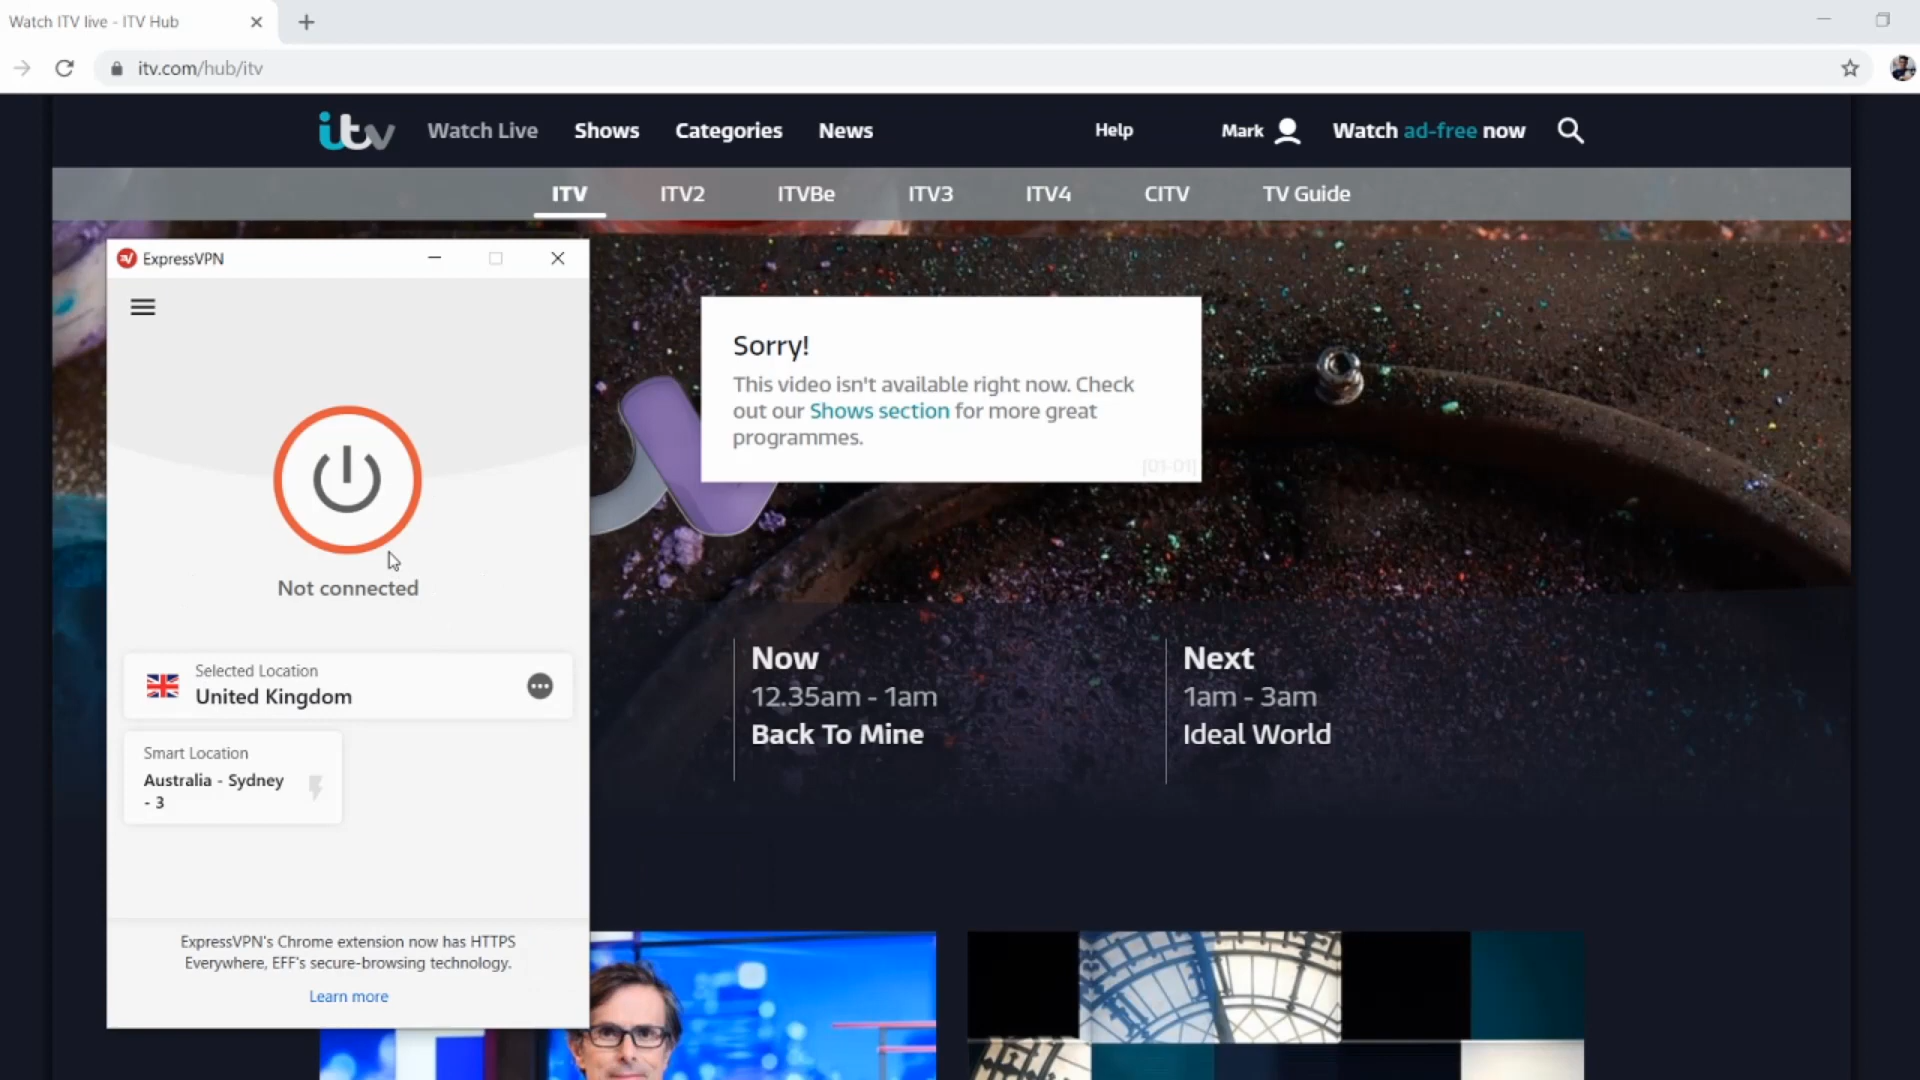 Watch ITV live - ITV Hub
itv.com/hub/itv
itv
Watch Live
Shows
Categories
News
Help
Mark
Watch ad-free now
ITV
ITV2
ITVBe
ITV3
ITV4
CITV
TV Guide
ExpressVPN
Not connected
Selected Location
United Kingdom
Smart Location
Australia - Sydney
- 3
ExpressVPN's Chrome extension now has HTTPS
Everywhere, EFF's secure-browsing technology.
Learn more
Sorry!
This video isn't available right now. Check
out our Shows section for more great
programmes.
[01-01]
Now
12.35am - 1am
Back To Mine
Next
1am - 3am
Ideal World